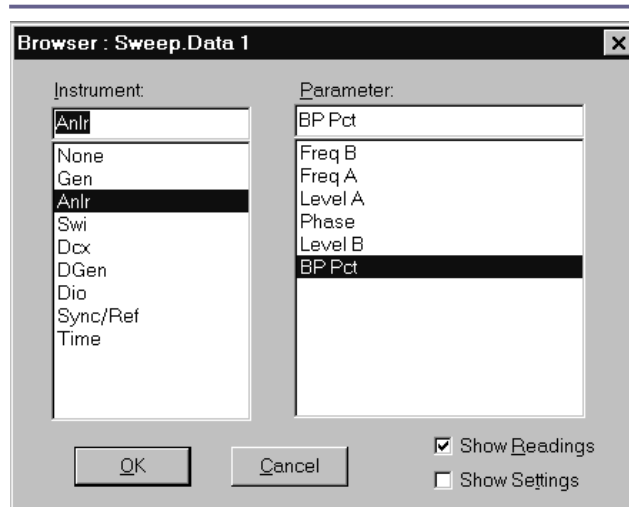 Browser : Sweep.Data 1
Instrument:
Anlr
None
Gen
Anlr
Swi
Dcx
DGen
Dio
Sync/Ref
Time
Parameter:
BP Pct
Freq B
Freq A
Level A
Phase
Level B
BP Pct
OK
Cancel
Show Readings
Show Settings